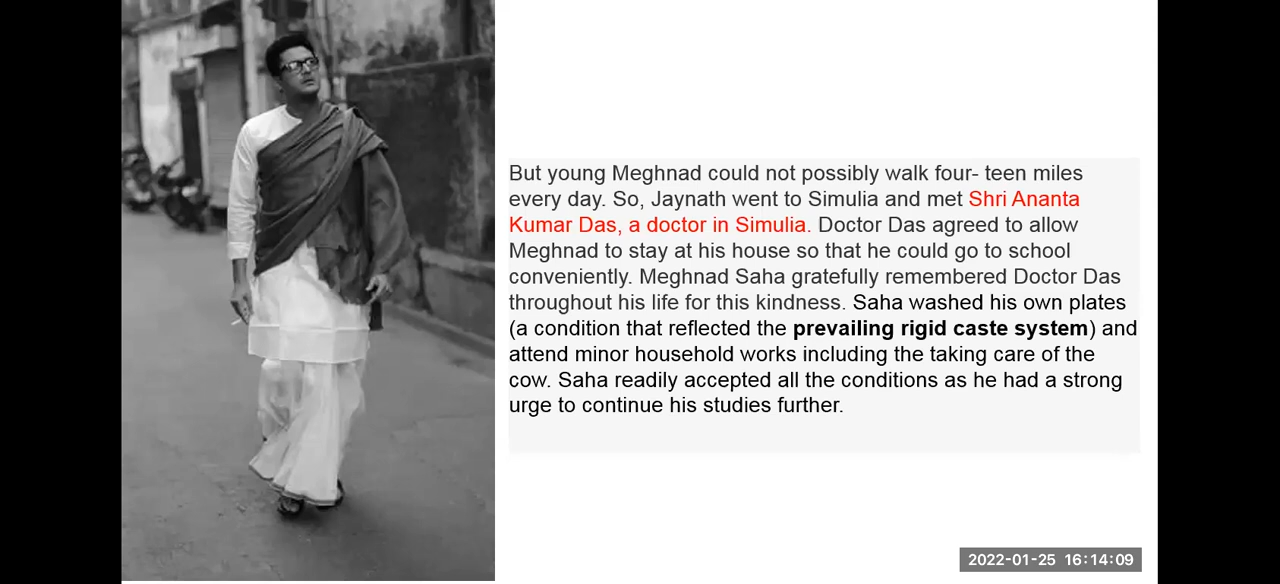 But young Meghnad could not possibly walk four- teen miles
every day. So, Jaynath went to Simulia and met Shri Ananta
Kumar Das, a doctor in Simulia. Doctor Das agreed to allow
Meghnad to stay at his house so that he could go to school
conveniently. Meghnad Saha gratefully remembered Doctor Das
throughout his life for this kindness. Saha washed his own plates
(a condition that reflected the prevailing rigid caste system) and
attend minor household works including the taking care of the
cow. Saha readily accepted all the conditions as he had a strong
urge to continue his studies further.
2022-01-25 16:14:09